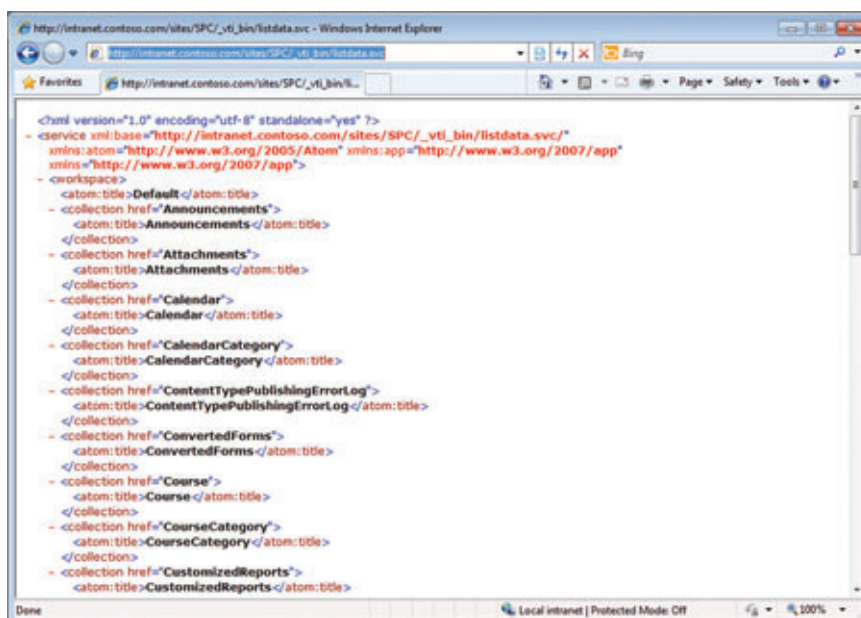 http://intranet.contoso.com/sites/SPC/_vti_bin/listdata.svc - Windows Internet Explorer
http://intranet.contoso.com/sites/SPC/_vti_bin/listdata.svc
Bing
Favorites http://intranet.contoso.com/sites/SPC/_vti_bin/li... Page Safety Tools
<?xml version="1.0" encoding="utf-8" standalone="yes" ?>
- <service xml:base="http://intranet.contoso.com/sites/SPC/_vti_bin/listdata.svc/"
xmlns:atom="http://www.w3.org/2005/Atom" xmlns:app="http://www.w3.org/2007/app"
xmlns="http://www.w3.org/2007/app">
- <workspace>
<atom:title>Default</atom:title>
- <collection href="Announcements">
<atom:title>Announcements</atom:title>
</collection>
- <collection href="Attachments">
<atom:title>Attachments</atom:title>
</collection>
- <collection href="Calendar">
<atom:title>Calendar</atom:title>
</collection>
- <collection href="CalendarCategory">
<atom:title>CalendarCategory</atom:title>
</collection>
- <collection href="ContentTypePublishingErrorLog">
<atom:title>ContentTypePublishingErrorLog</atom:title>
</collection>
- <collection href="ConvertedForms">
<atom:title>ConvertedForms</atom:title>
</collection>
- <collection href="Course">
<atom:title>Course</atom:title>
</collection>
- <collection href="CourseCategory">
<atom:title>CourseCategory</atom:title>
</collection>
- <collection href="CustomizedReports">
<atom:title>CustomizedReports</atom:title>
Done Local intranet | Protected Mode: Off 100%